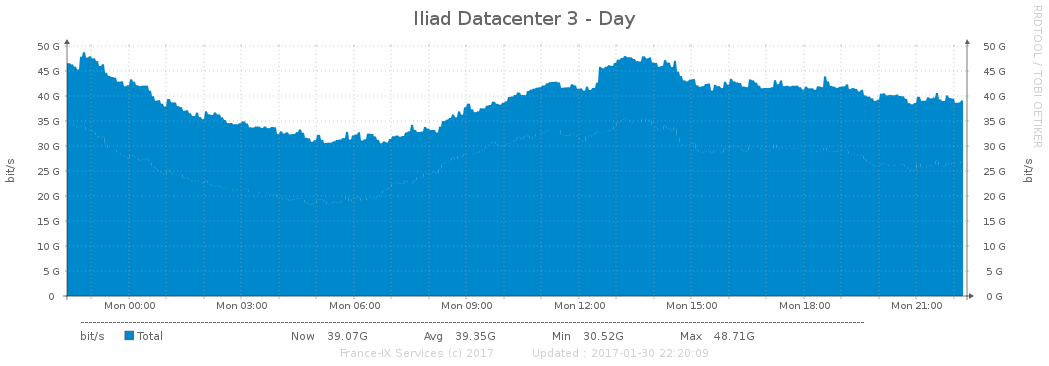 Iliad Datacenter 3 - Day
RRDTOOL / TOBI OETIKER
bit/s
50 G 50 G
45 G 45 G
40 G 40 G
35 G 35 G
30 G 30 G
25 G 25 G
20 G 20 G
15 G 15 G
10 G 10 G
5 G 5 G
0 0 G
bit/s
Mon 00:00 Mon 03:00 Mon 06:00 Mon 09:00 Mon 12:00 Mon 15:00 Mon 18:00 Mon 21:00
bit/s Total Now 39.07G Avg 39.35G Min 30.52G Max 48.71G
France-IX Services (c) 2017 Updated : 2017-01-30 22:20:09